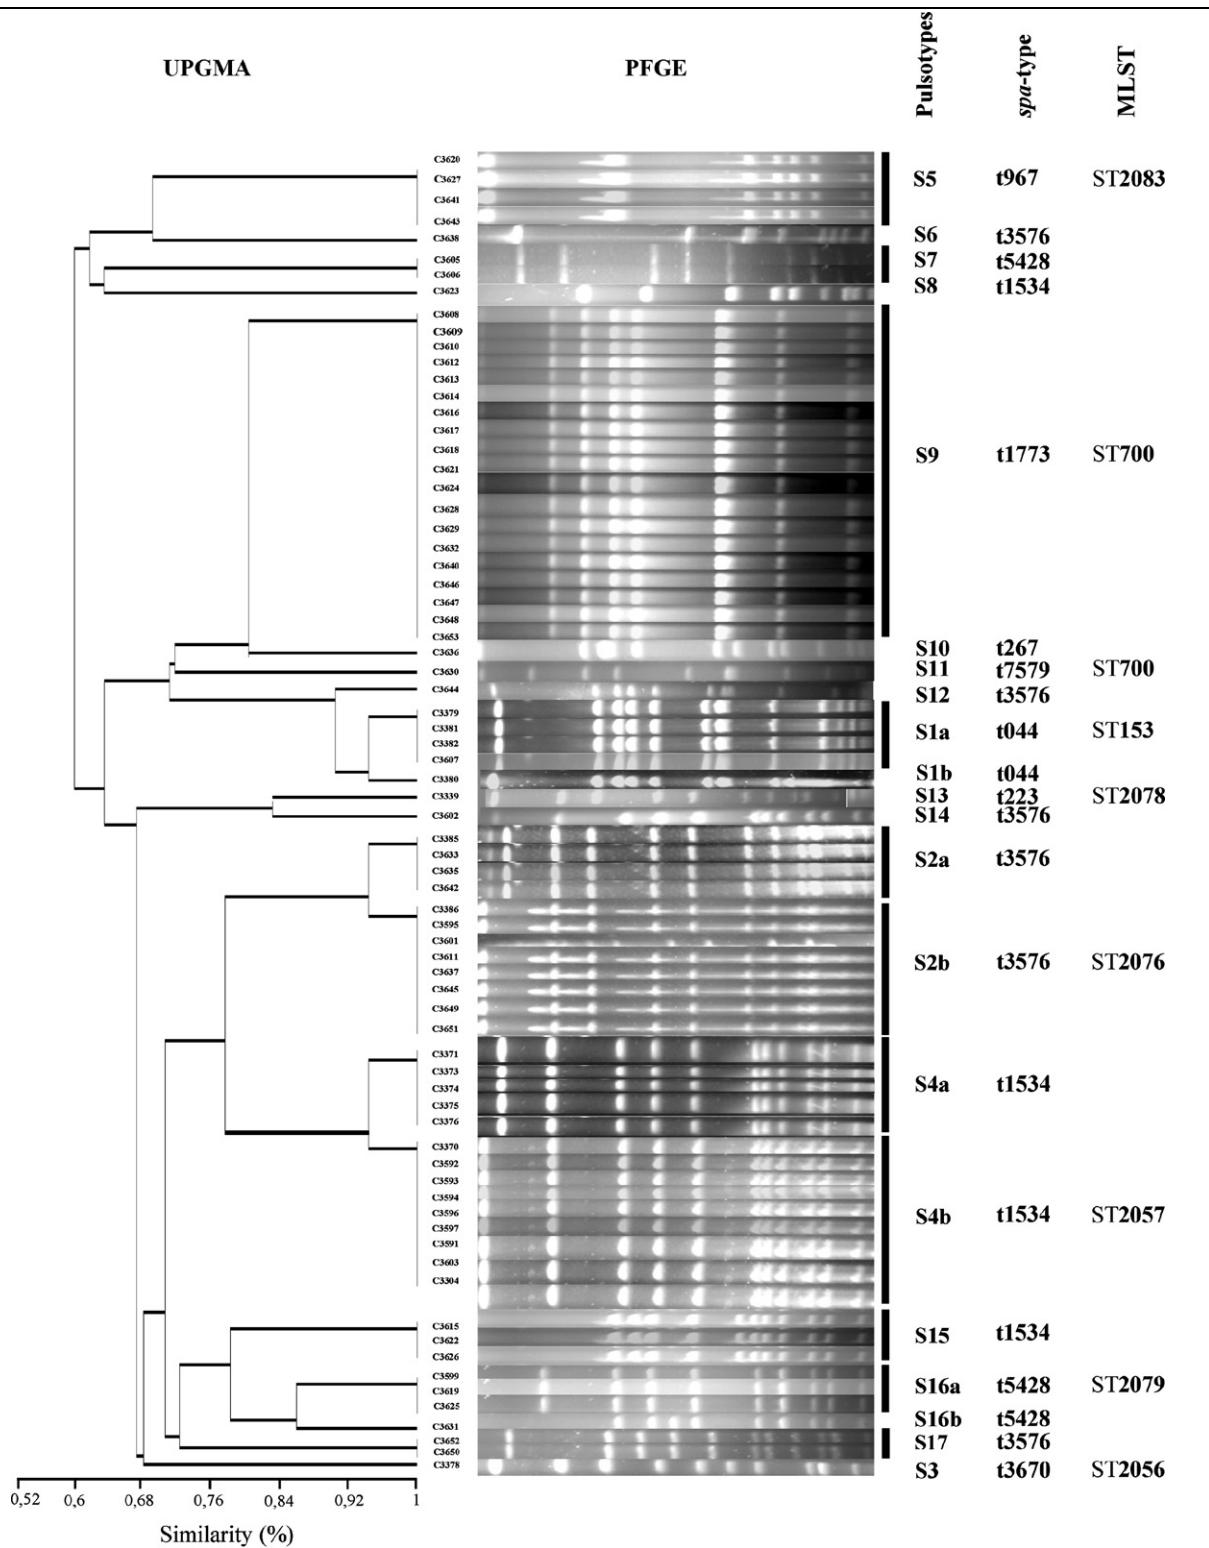 UPGMA PFGE Pulsotypes spa-type MLST
C3620
C3627 S5 t967 ST2083
C3641
C3643
C3638 S6 t3576
C3605 S7 t5428
C3606
C3623 S8 t1534
C3608
C3609
C3610
C3612
C3613
C3614
C3616
C3617
C3618 S9 t1773 ST700
C3621
C3624
C3628
C3629
C3632
C3640
C3646
C3647
C3648
C3653
C3636 S10 t267
C3630 S11 t7579 ST700
C3644 S12 t3576
C3379
C3381 S1a t044 ST153
C3382
C3607
C3380 S1b t044
C3339 S13 t223 ST2078
C3602 S14 t3576
C3385
C3633 S2a t3576
C3635
C3642
C3386
C3595
C3601
C3611 S2b t3576 ST2076
C3637
C3645
C3649
C3651
C3371
C3373
C3374 S4a t1534
C3375
C3376
C3370
C3592
C3593
C3594
C3596 S4b t1534 ST2057
C3597
C3591
C3603
C3304
C3615 S15 t1534
C3622
C3626
C3599
C3619 S16a t5428 ST2079
C3625
C3631 S16b t5428
C3652 S17 t3576
C3650
C3378 S3 t3670 ST2056
0,52 0,6 0,68 0,76 0,84 0,92 1
Similarity (%)